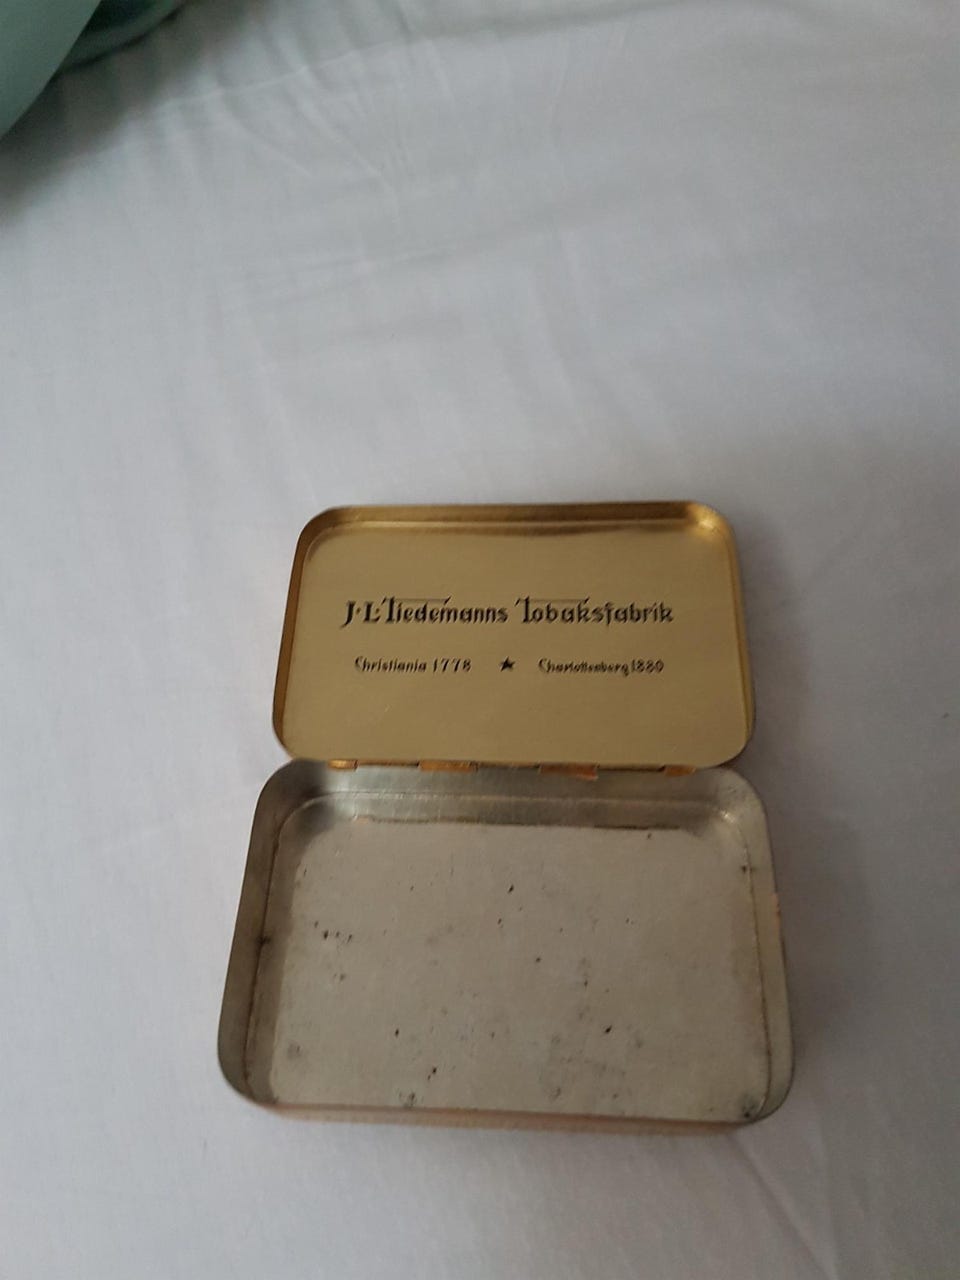 J. L. Tiedemanns Tobaksfabrik
Christiania 1778 ★ Charlottenberg 1880